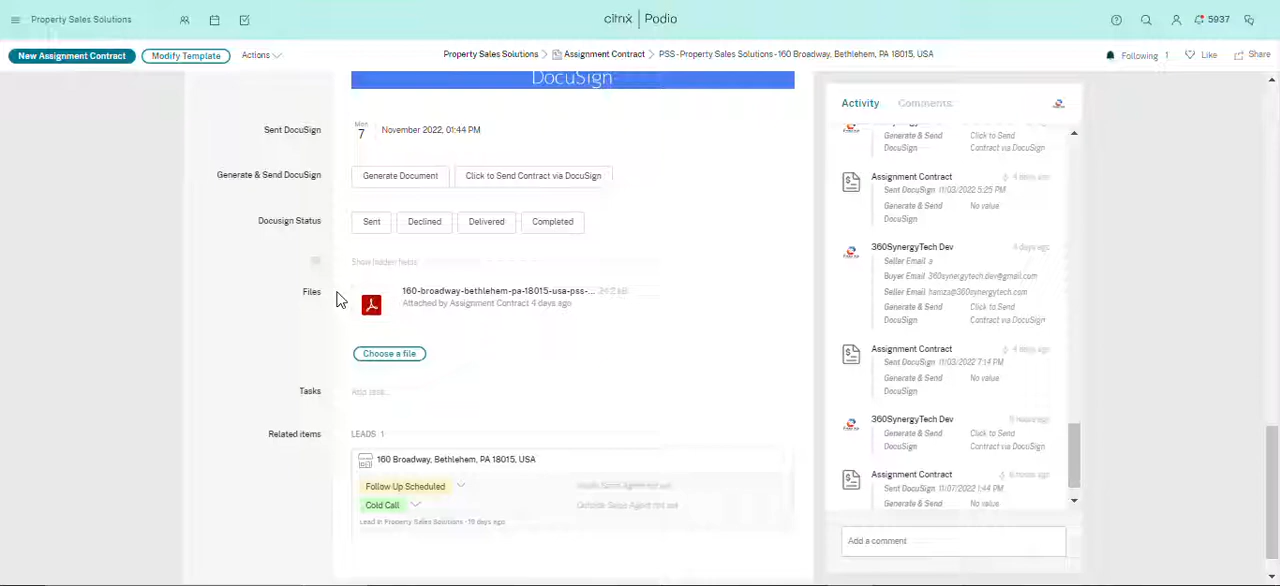 Property Sales Solutions
citrix | Podio
5937
New Assignment Contract
Modify Template
Actions
Property Sales Solutions
Assignment Contract
PSS-Property Sales Solutions-160 Broadway, Bethlehem, PA 18015, USA
Following 1
Like
Share
DocuSign
Sent DocuSign
Mon
7
November 2022, 01:44 PM
Generate & Send DocuSign
Generate Document
Click to Send Contract via DocuSign
Docusign Status
Sent
Declined
Delivered
Completed
Show hidden fields
Files
160-broadway-bethlehem-pa-18015-usa-pss-...
Attached by Assignment Contract 4 days ago
Choose a file
Tasks
Related items
LEADS 1
160 Broadway, Bethlehem, PA 18015, USA
Follow Up Scheduled
Cold Call
Lead in Property Sales Solutions - 19 days ago
Activity
Comments
Generate & Send
DocuSign
Click to Send
Contract via DocuSign
Assignment Contract
4 days ago
Sent DocuSign 11/03/2022 5:25 PM
Generate & Send
DocuSign
No value
360SynergyTech Dev
4 days ago
Seller Email a
Buyer Email 360synergytech.dev@gmail.com
Seller Email hamza@360synergytech.com
Generate & Send
DocuSign
Click to Send
Contract via DocuSign
Assignment Contract
4 days ago
Sent DocuSign 11/03/2022 7:14 PM
Generate & Send
DocuSign
No value
360SynergyTech Dev
hours ago
Generate & Send
DocuSign
Click to Send
Contract via DocuSign
Assignment Contract
hours ago
Sent DocuSign 11/07/2022 1:44 PM
Generate & Send
No value
Add a comment